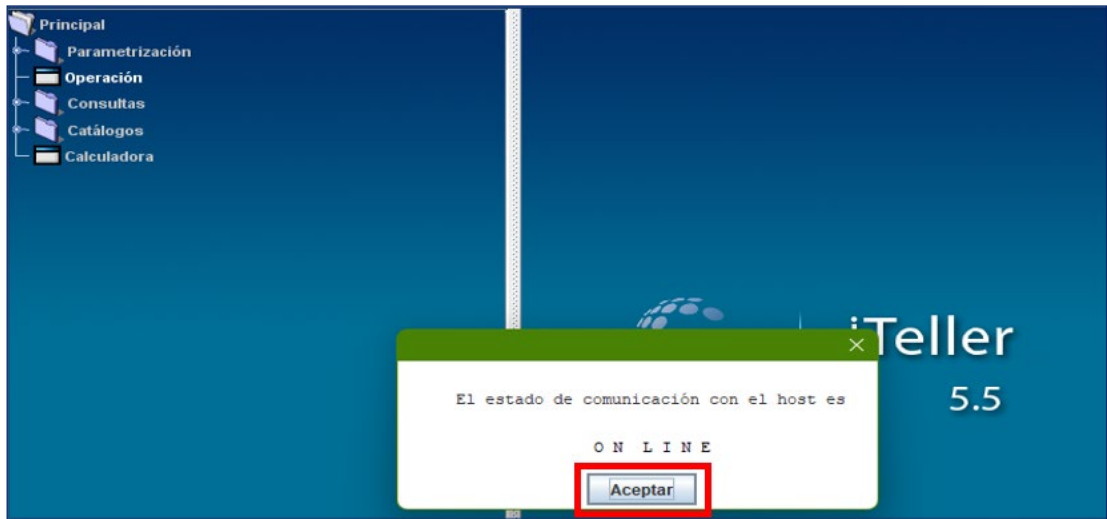 Principal
Parametrización
Operación
Consultas
Catálogos
Calculadora
iTeller
5.5
El estado de comunicación con el host es
O N L I N E
Aceptar